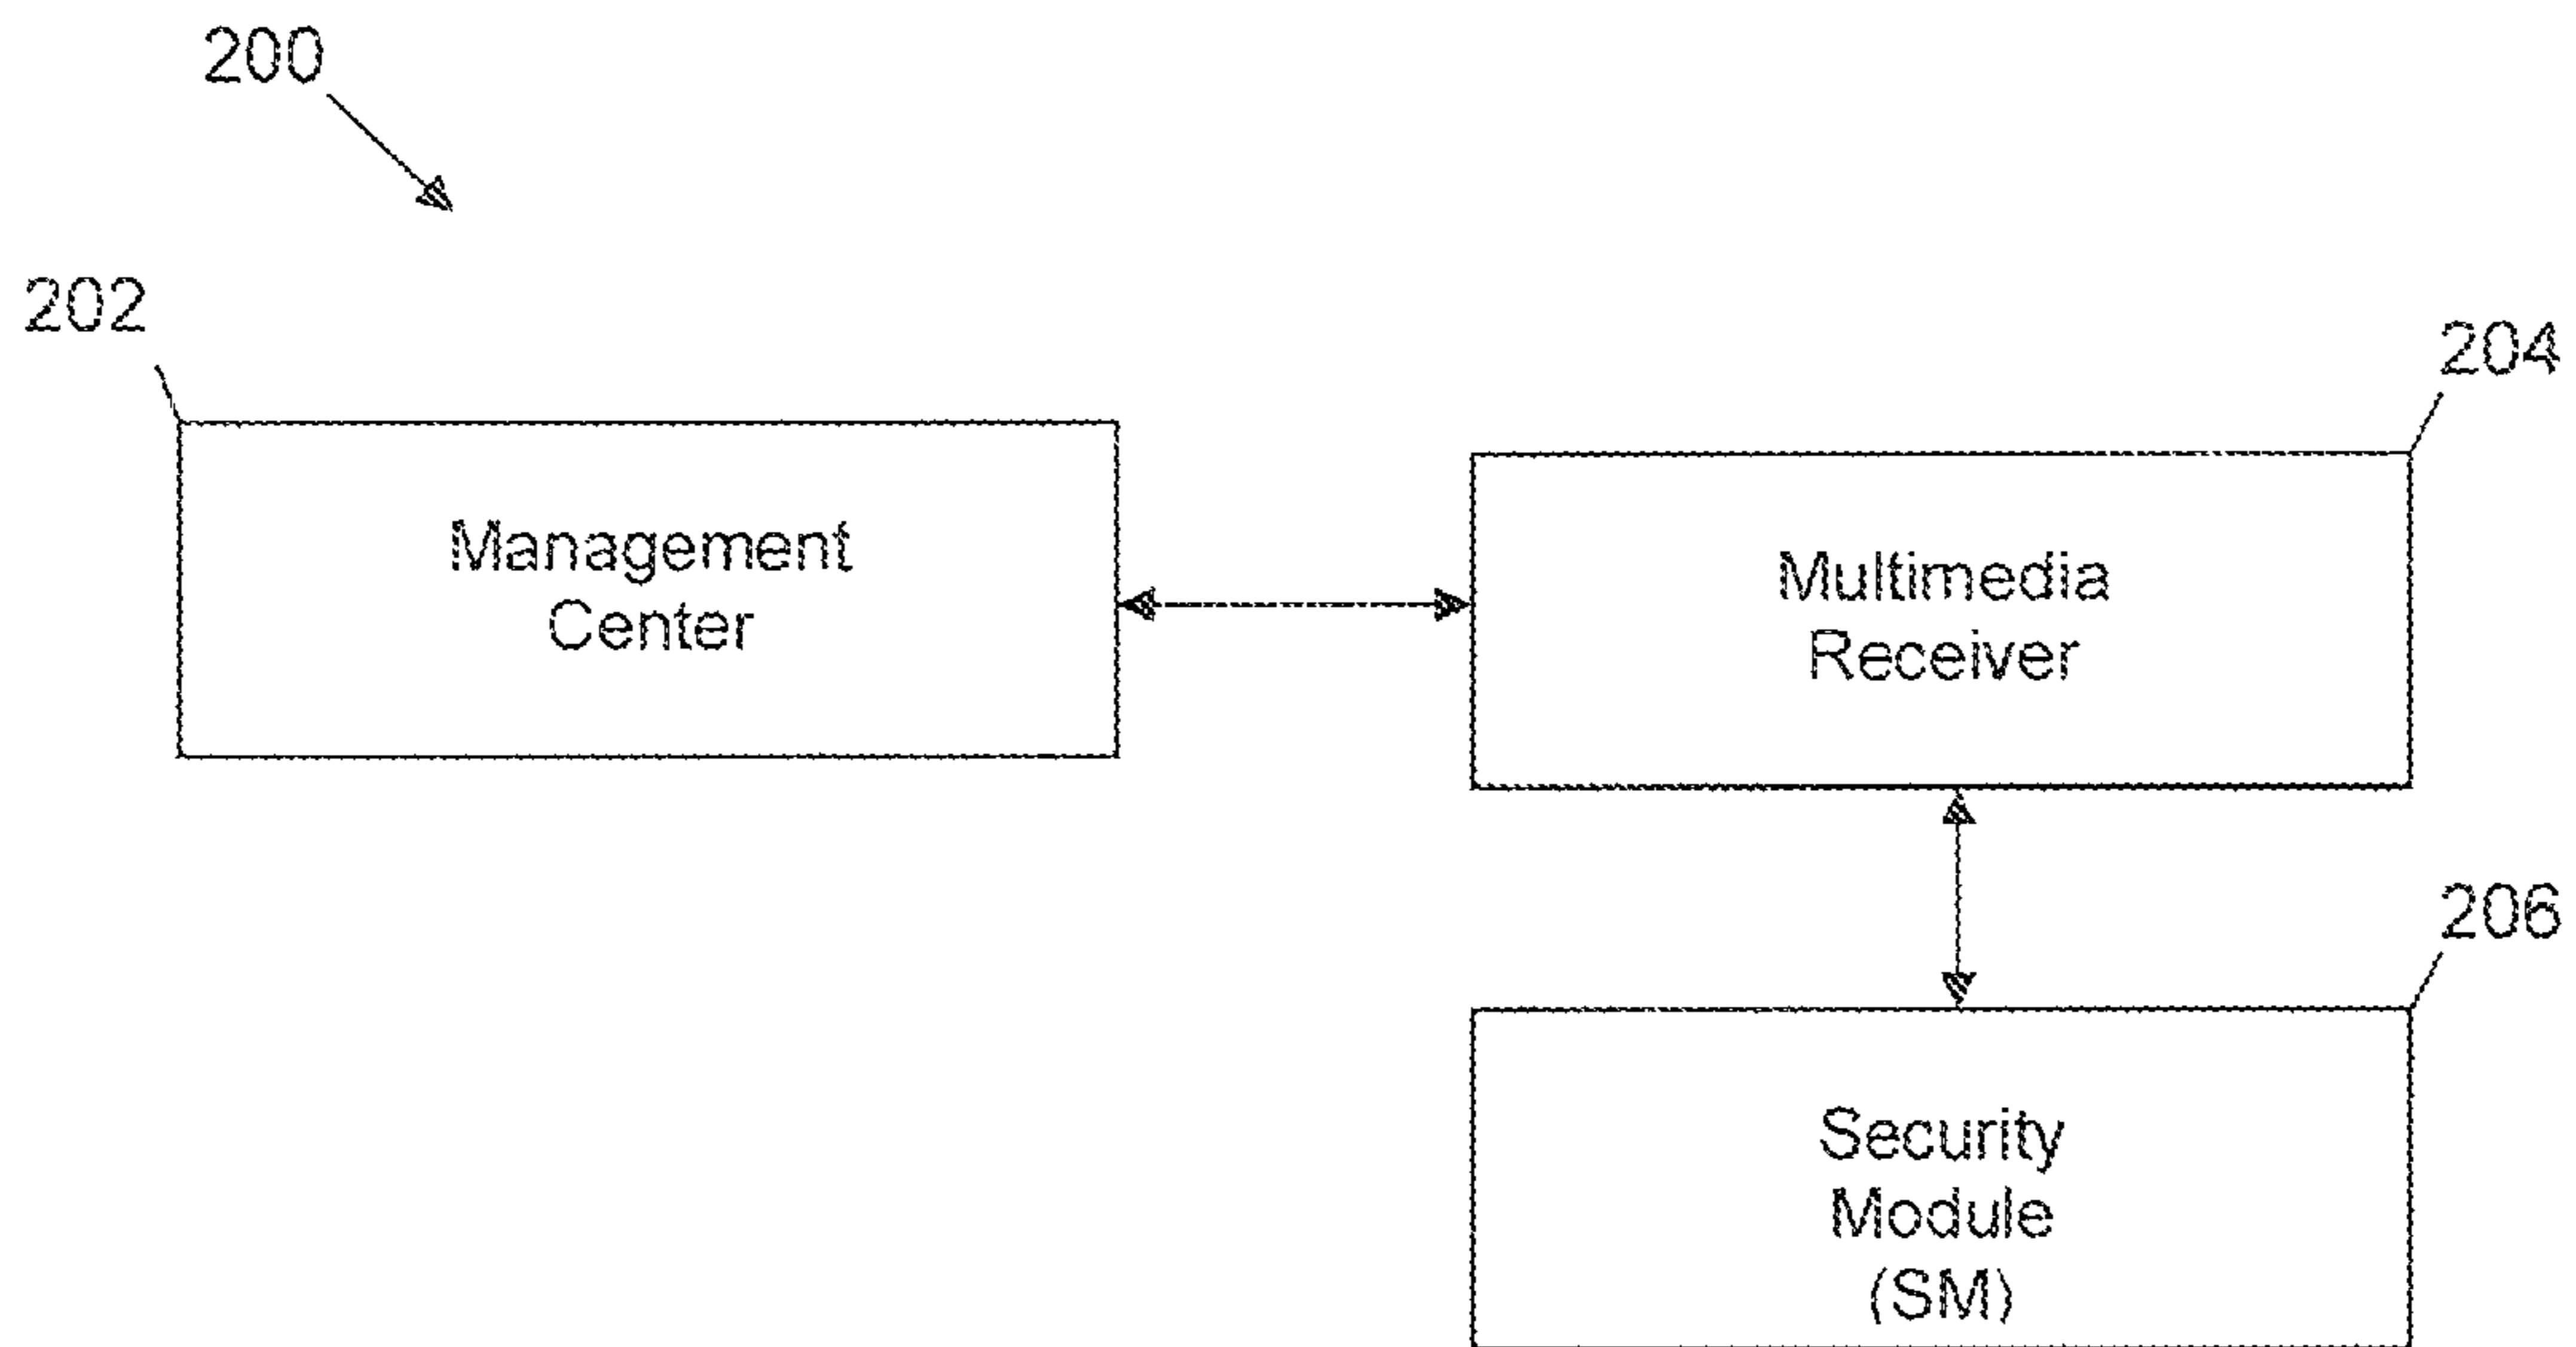 200
202
204
Management
Center
Multimedia
Receiver
206
Security
Module
(SM)